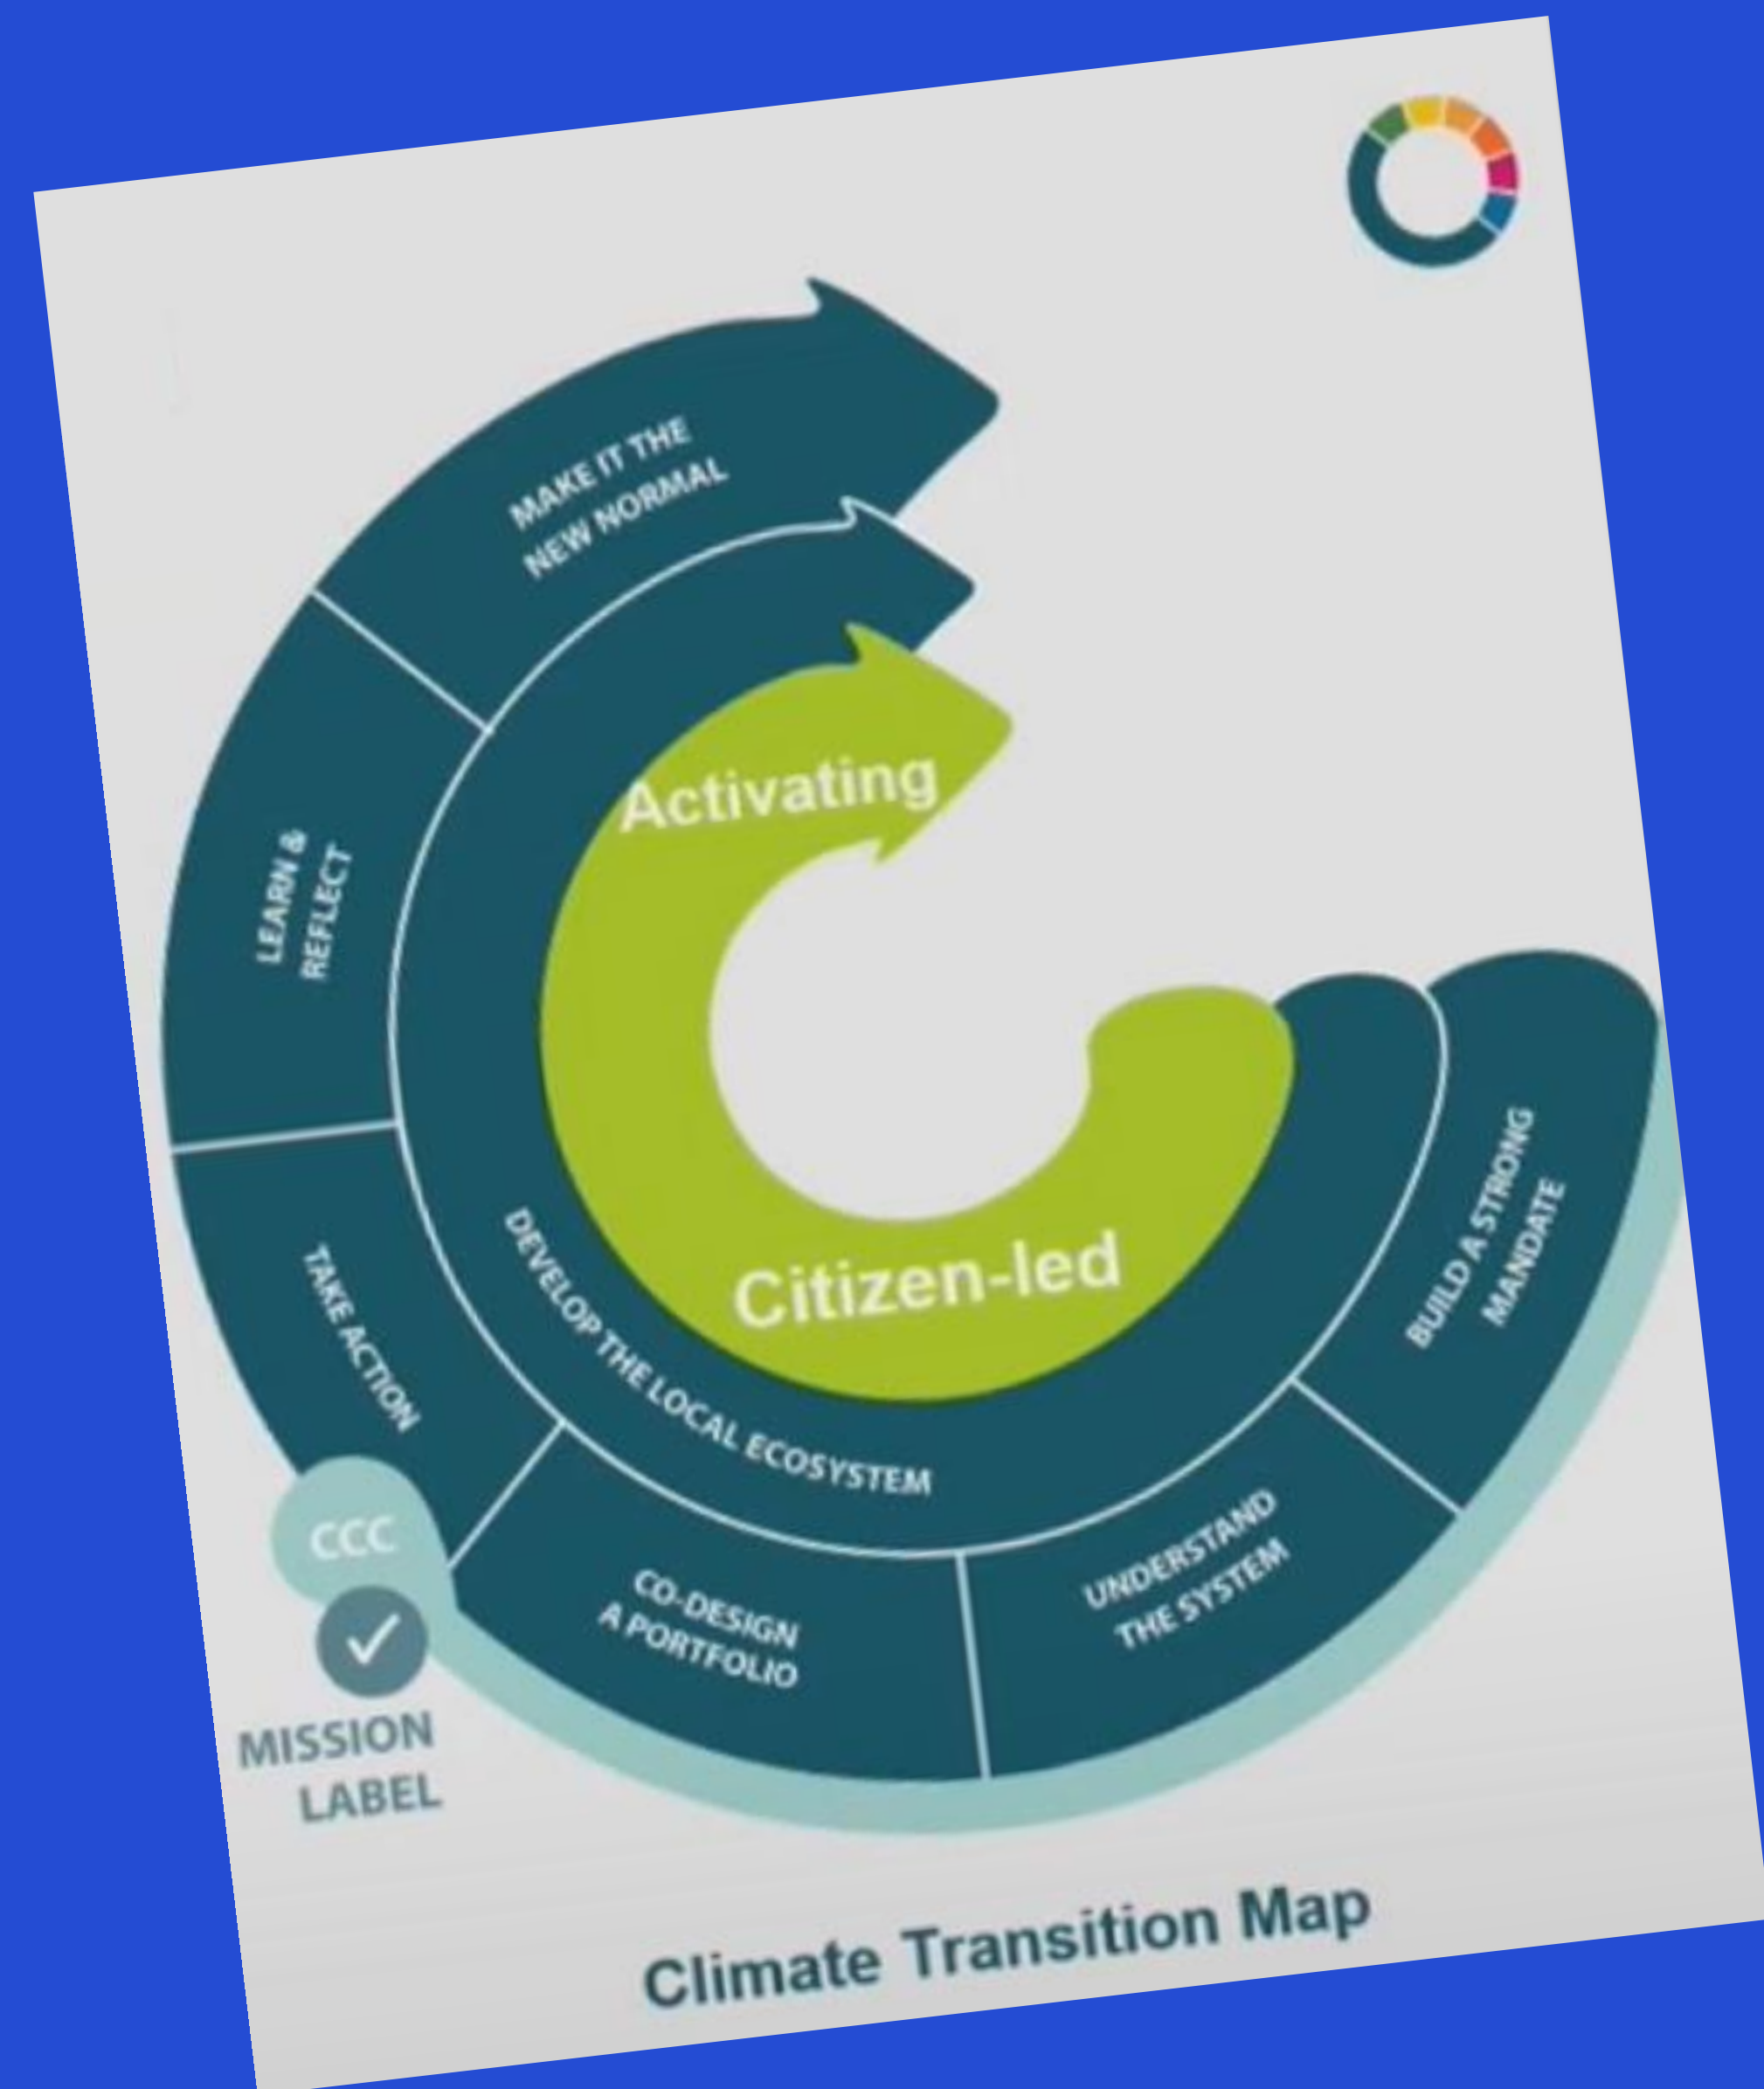 MAKE IT THE
NEW NORMAL
Activating
LEARN &
REFLECT
BUILD A STRONG
MANDATE
Citizen-led
DEVELOP THE LOCAL ECOSYSTEM
TAKE ACTION
UNDERSTAND
THE SYSTEM
CCC
CO-DESIGN
A PORTFOLIO
MISSION
LABEL
Climate Transition Map